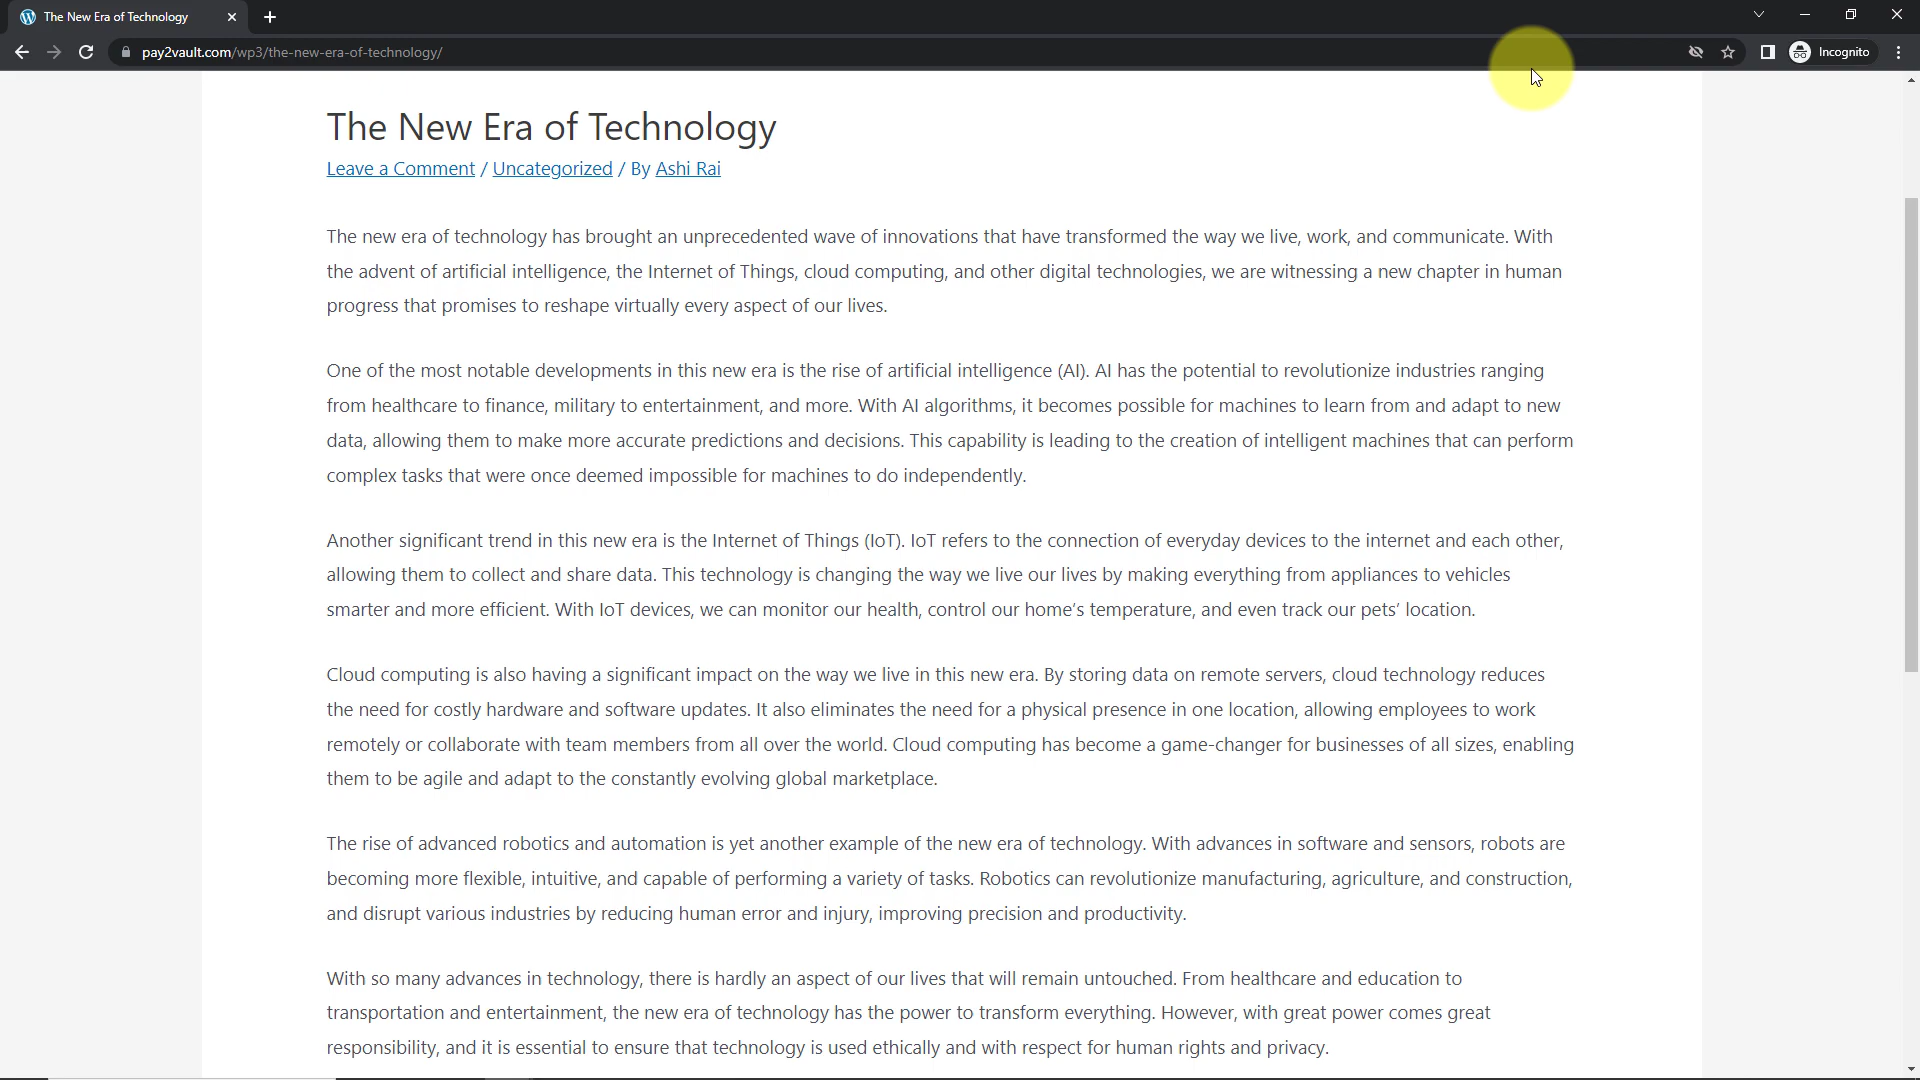 The New Era of Technology
pay2vault.com/wp3/the-new-era-of-technology/
Incognito
The New Era of Technology
Leave a Comment / Uncategorized / By Ashi Rai
The new era of technology has brought an unprecedented wave of innovations that have transformed the way we live, work, and communicate. With
the advent of artificial intelligence, the Internet of Things, cloud computing, and other digital technologies, we are witnessing a new chapter in human
progress that promises to reshape virtually every aspect of our lives.
One of the most notable developments in this new era is the rise of artificial intelligence (AI). AI has the potential to revolutionize industries ranging
from healthcare to finance, military to entertainment, and more. With AI algorithms, it becomes possible for machines to learn from and adapt to new
data, allowing them to make more accurate predictions and decisions. This capability is leading to the creation of intelligent machines that can perform
complex tasks that were once deemed impossible for machines to do independently.
Another significant trend in this new era is the Internet of Things (IoT). IoT refers to the connection of everyday devices to the internet and each other,
allowing them to collect and share data. This technology is changing the way we live our lives by making everything from appliances to vehicles
smarter and more efficient. With IoT devices, we can monitor our health, control our home's temperature, and even track our pets' location.
Cloud computing is also having a significant impact on the way we live in this new era. By storing data on remote servers, cloud technology reduces
the need for costly hardware and software updates. It also eliminates the need for a physical presence in one location, allowing employees to work
remotely or collaborate with team members from all over the world. Cloud computing has become a game-changer for businesses of all sizes, enabling
them to be agile and adapt to the constantly evolving global marketplace.
The rise of advanced robotics and automation is yet another example of the new era of technology. With advances in software and sensors, robots are
becoming more flexible, intuitive, and capable of performing a variety of tasks. Robotics can revolutionize manufacturing, agriculture, and construction,
and disrupt various industries by reducing human error and injury, improving precision and productivity.
With so many advances in technology, there is hardly an aspect of our lives that will remain untouched. From healthcare and education to
transportation and entertainment, the new era of technology has the power to transform everything. However, with great power comes great
responsibility, and it is essential to ensure that technology is used ethically and with respect for human rights and privacy.